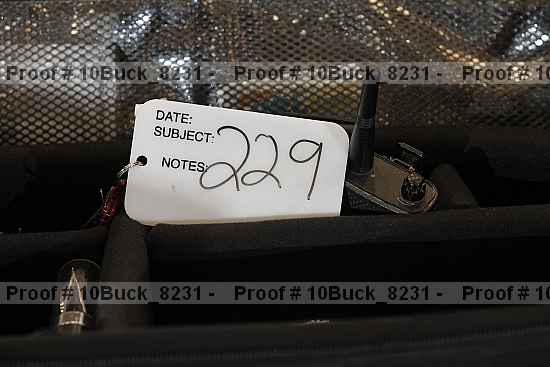 Proof # 10Buck_8231 - Proof # 10Buck_8231 - Proof # 10
DATE:
SUBJECT:
NOTES: 229
Proof # 10Buck_8231 - Proof # 10Buck_8231 - Proof # 10